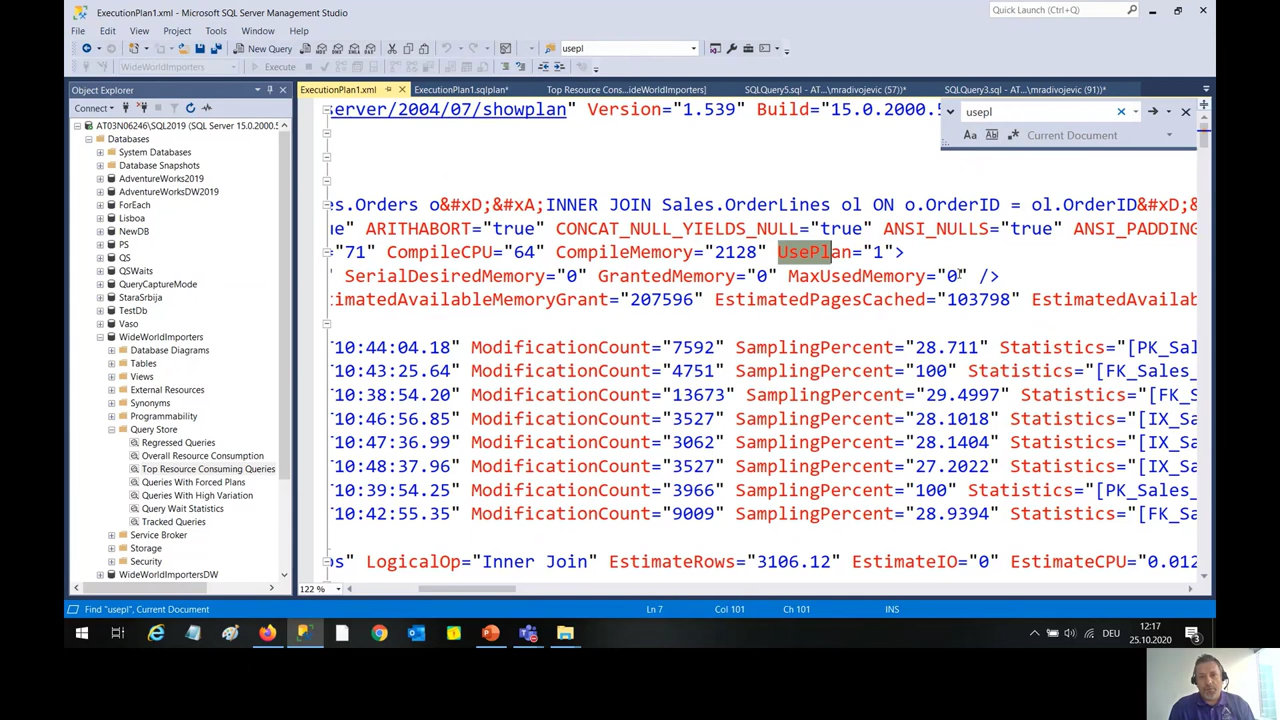 ExecutionPlan1.xml - Microsoft SQL Server Management Studio
Quick Launch (Ctrl+Q)
File Edit View Project Tools Window Help
New Query
usepl
WideWorldImporters
Execute
Object Explorer
ExecutionPlan1.xml
ExecutionPlan1.sqlplan*
Top Resource Cons...eWorldImporters]
SQLQuery5.sql - AT...\mradivojevic (57))*
SQLQuery3.sql - AT...\mradivojevic (91))*
Connect
AT03N06246\SQL2019 (SQL Server 15.0.2000.5
Databases
System Databases
Database Snapshots
AdventureWorks2019
AdventureWorksDW2019
ForEach
Lisboa
NewDB
PS
QS
QSWaits
QueryCaptureMode
StaraSrbija
TestDb
Vaso
WideWorldImporters
Database Diagrams
Tables
Views
External Resources
Synonyms
Programmability
Query Store
Regressed Queries
Overall Resource Consumption
Top Resource Consuming Queries
Queries With Forced Plans
Queries With High Variation
Query Wait Statistics
Tracked Queries
Service Broker
Storage
Security
WideWorldImportersDW
server/2004/07/showplan" Version="1.539" Build="15.0.2000.5
usepl
Aa Current Document
es.Orders o&#xD;&#xA;INNER JOIN Sales.OrderLines ol ON o.OrderID = ol.OrderID&#xD;&
ue" ARITHABORT="true" CONCAT_NULL_YIELDS_NULL="true" ANSI_NULLS="true" ANSI_PADDING
="71" CompileCPU="64" CompileMemory="2128" UsePlan="1">
" SerialDesiredMemory="0" GrantedMemory="0" MaxUsedMemory="0" />
timatedAvailableMemoryGrant="207596" EstimatedPagesCached="103798" EstimatedAvailab
10:44:04.18" ModificationCount="7592" SamplingPercent="28.711" Statistics="[PK_Sal
10:43:25.64" ModificationCount="4751" SamplingPercent="100" Statistics="[FK_Sales_
10:38:54.20" ModificationCount="13673" SamplingPercent="29.4997" Statistics="[FK_Sa
10:46:56.85" ModificationCount="3527" SamplingPercent="28.1018" Statistics="[IX_Sa
10:47:36.99" ModificationCount="3062" SamplingPercent="28.1404" Statistics="[IX_Sa
10:48:37.96" ModificationCount="3527" SamplingPercent="27.2022" Statistics="[IX_Sa
10:39:54.25" ModificationCount="3966" SamplingPercent="100" Statistics="[PK_Sales_
10:42:55.35" ModificationCount="9009" SamplingPercent="28.9394" Statistics="[FK_Sa
ps" LogicalOp="Inner Join" EstimateRows="3106.12" EstimateIO="0" EstimateCPU="0.012
122 %
Find "usepl", Current Document
Ln 7 Col 101 Ch 101 INS
DEU
12:17
25.10.2020
3